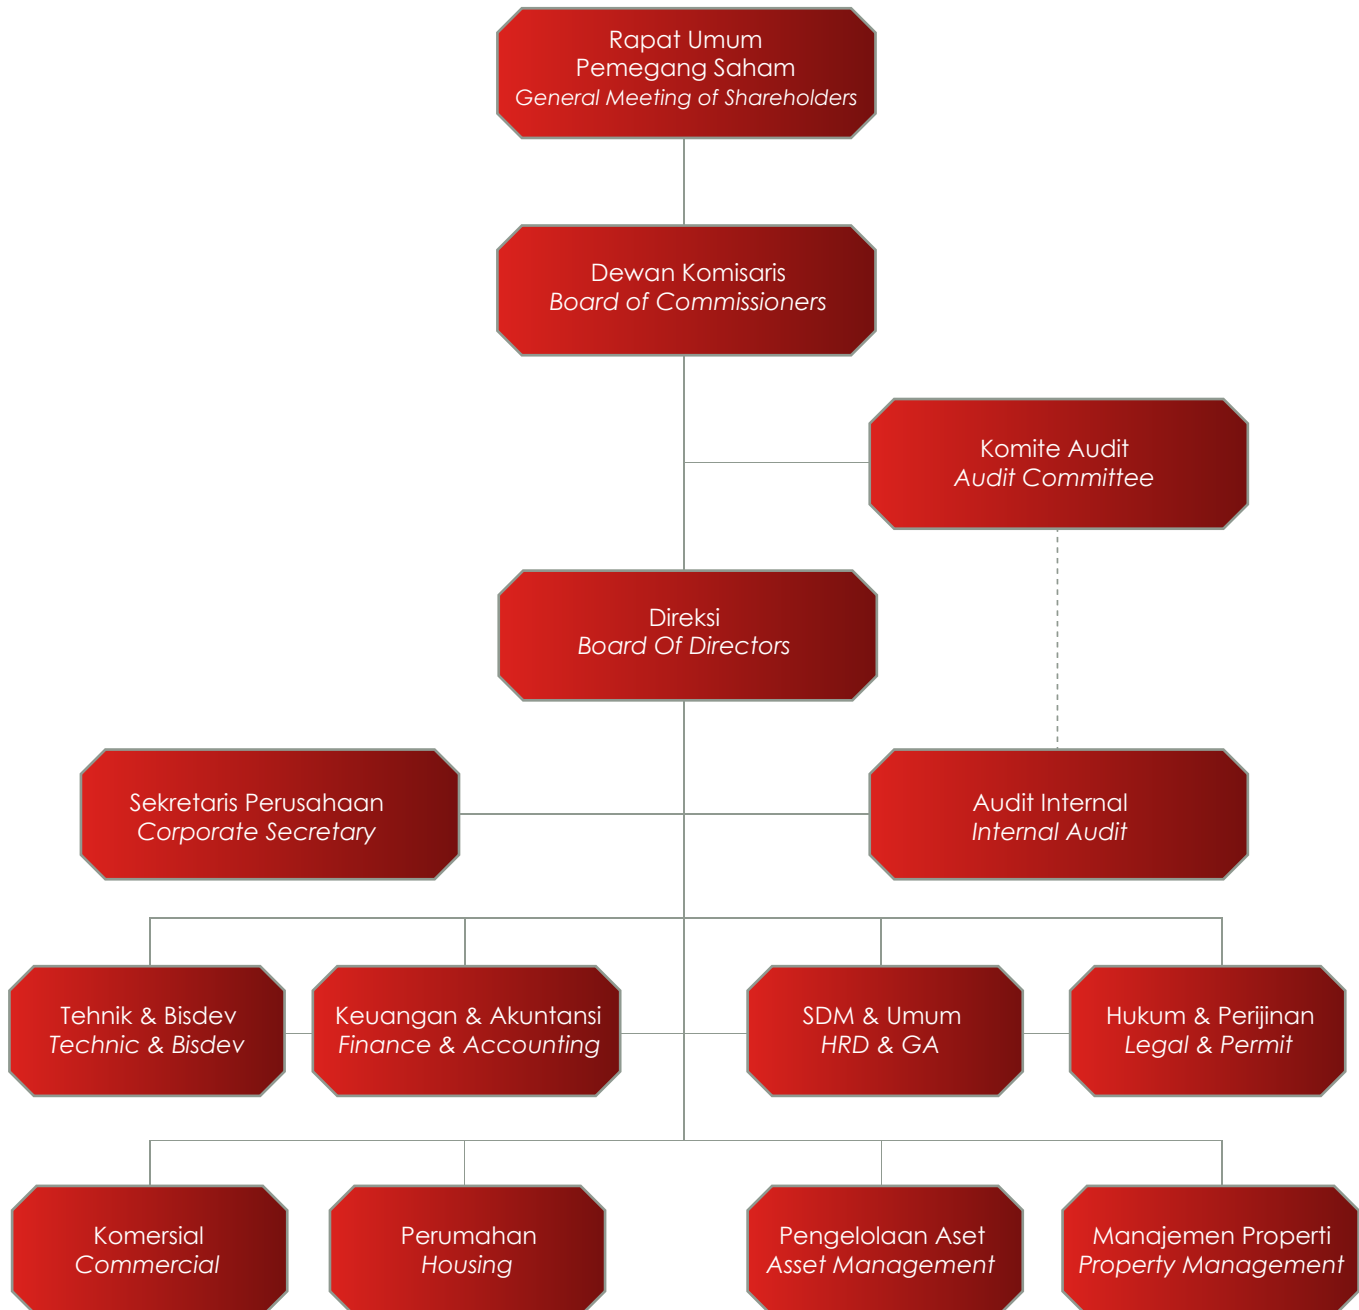 Rapat Umum
Pemegang Saham
General Meeting of Shareholders
Dewan Komisaris
Board of Commissioners
Komite Audit
Audit Committee
Direksi
Board Of Directors
Sekretaris Perusahaan
Corporate Secretary
Audit Internal
Internal Audit
Tehnik & Bisdev
Technic & Bisdev
Keuangan & Akuntansi
Finance & Accounting
SDM & Umum
HRD & GA
Hukum & Perijinan
Legal & Permit
Komersial
Commercial
Perumahan
Housing
Pengelolaan Aset
Asset Management
Manajemen Properti
Property Management